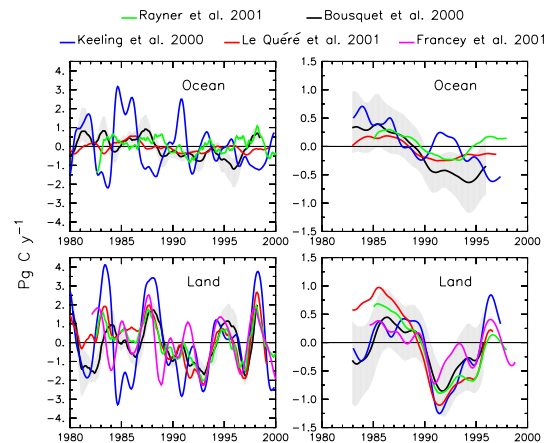 Rayner et al. 2001 Bousquet et al. 2000
Keeling et al. 2000 Le Quéré et al. 2001 Francey et al. 2001
Ocean Ocean
4. 1.5
3. 1.0
2. 0.5
1.
0 0.0
-1.
-2. -0.5
-3. -1.0
-4. -1.5
1980 1985 1990 1995 2000 1980 1985 1990 1995 2000
Pg C y⁻¹
Land Land
4. 1.5
3. 1.0
2. 0.5
1.
0 0.0
-1.
-2. -0.5
-3. -1.0
-4. -1.5
1980 1985 1990 1995 2000 1980 1985 1990 1995 2000